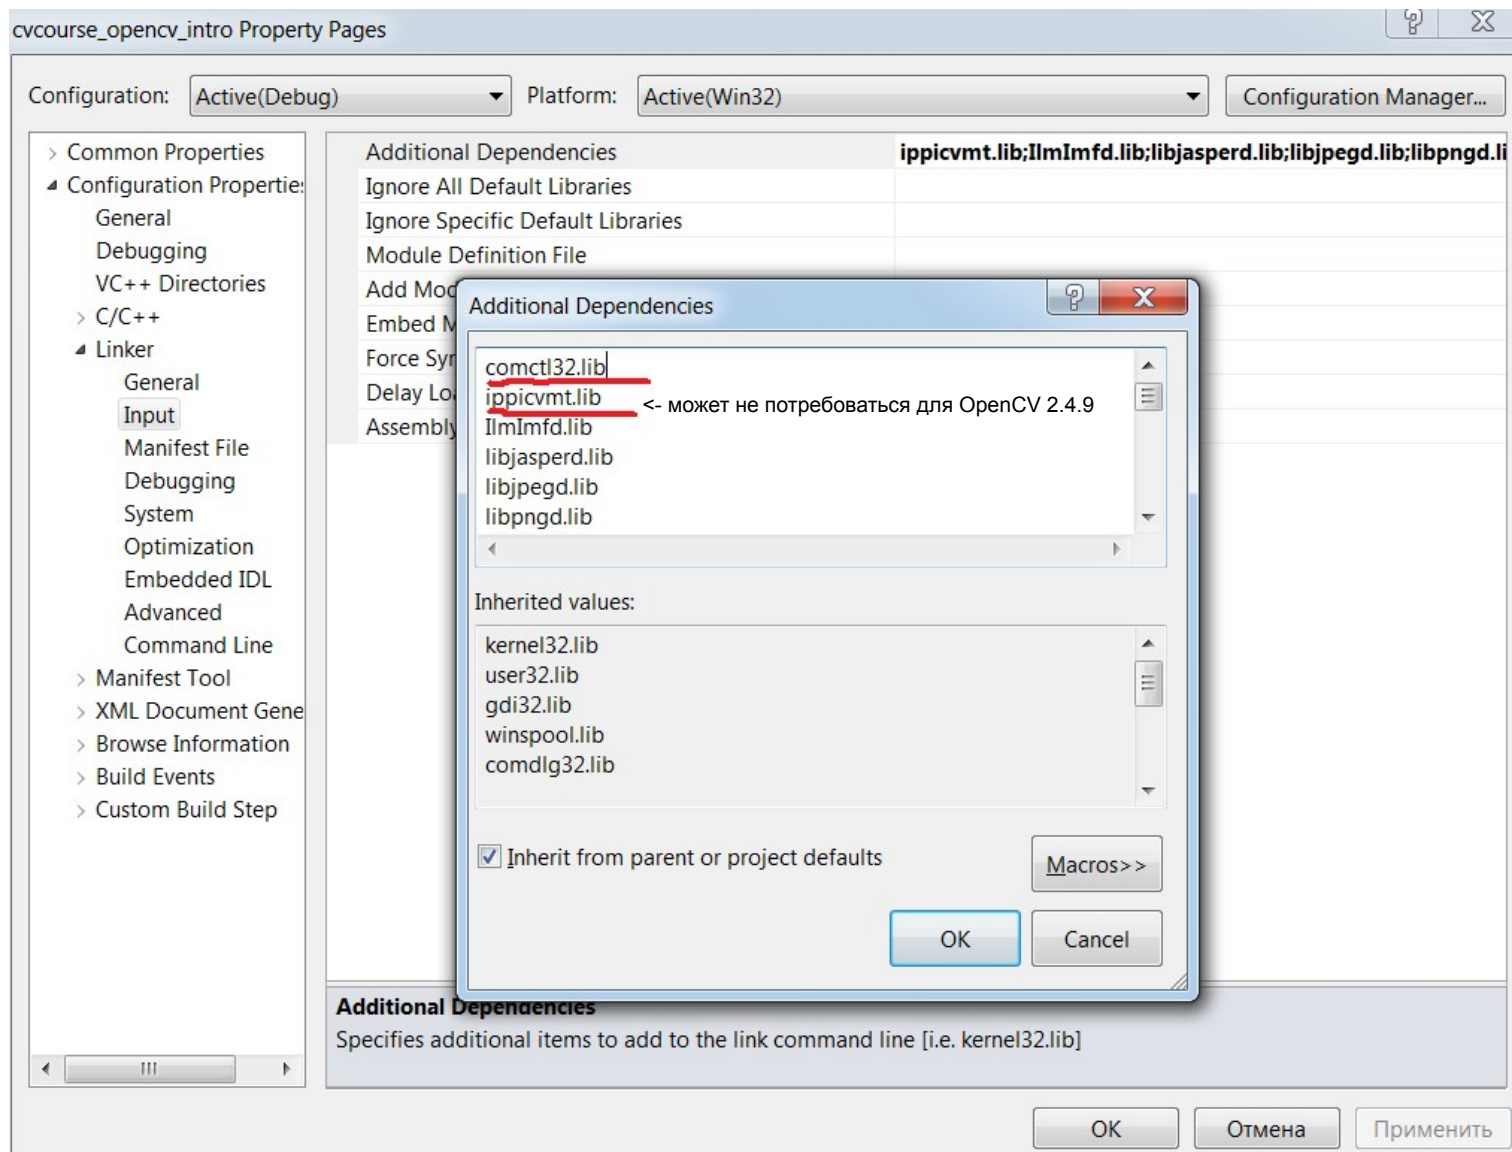 cvcourse_opencv_intro Property Pages
Configuration:
Active(Debug)
Platform:
Active(Win32)
Configuration Manager...
Common Properties
Configuration Properties
General
Debugging
VC++ Directories
C/C++
Linker
General
Input
Manifest File
Debugging
System
Optimization
Embedded IDL
Advanced
Command Line
Manifest Tool
XML Document Gene
Browse Information
Build Events
Custom Build Step
Additional Dependencies
ippicvmt.lib;IlmImfd.lib;libjasperd.lib;libjpegd.lib;libpngd.li
Ignore All Default Libraries
Ignore Specific Default Libraries
Module Definition File
Add Mod
Embed M
Force Syr
Delay Lo
Assembly
Additional Dependencies
comctl32.lib
ippicvmt.lib <- может не потребоваться для OpenCV 2.4.9
IlmImfd.lib
libjasperd.lib
libjpegd.lib
libpngd.lib
Inherited values:
kernel32.lib
user32.lib
gdi32.lib
winspool.lib
comdlg32.lib
Inherit from parent or project defaults
Macros>>
OK
Cancel
Additional Dependencies
Specifies additional items to add to the link command line [i.e. kernel32.lib]
OK
Отмена
Применить